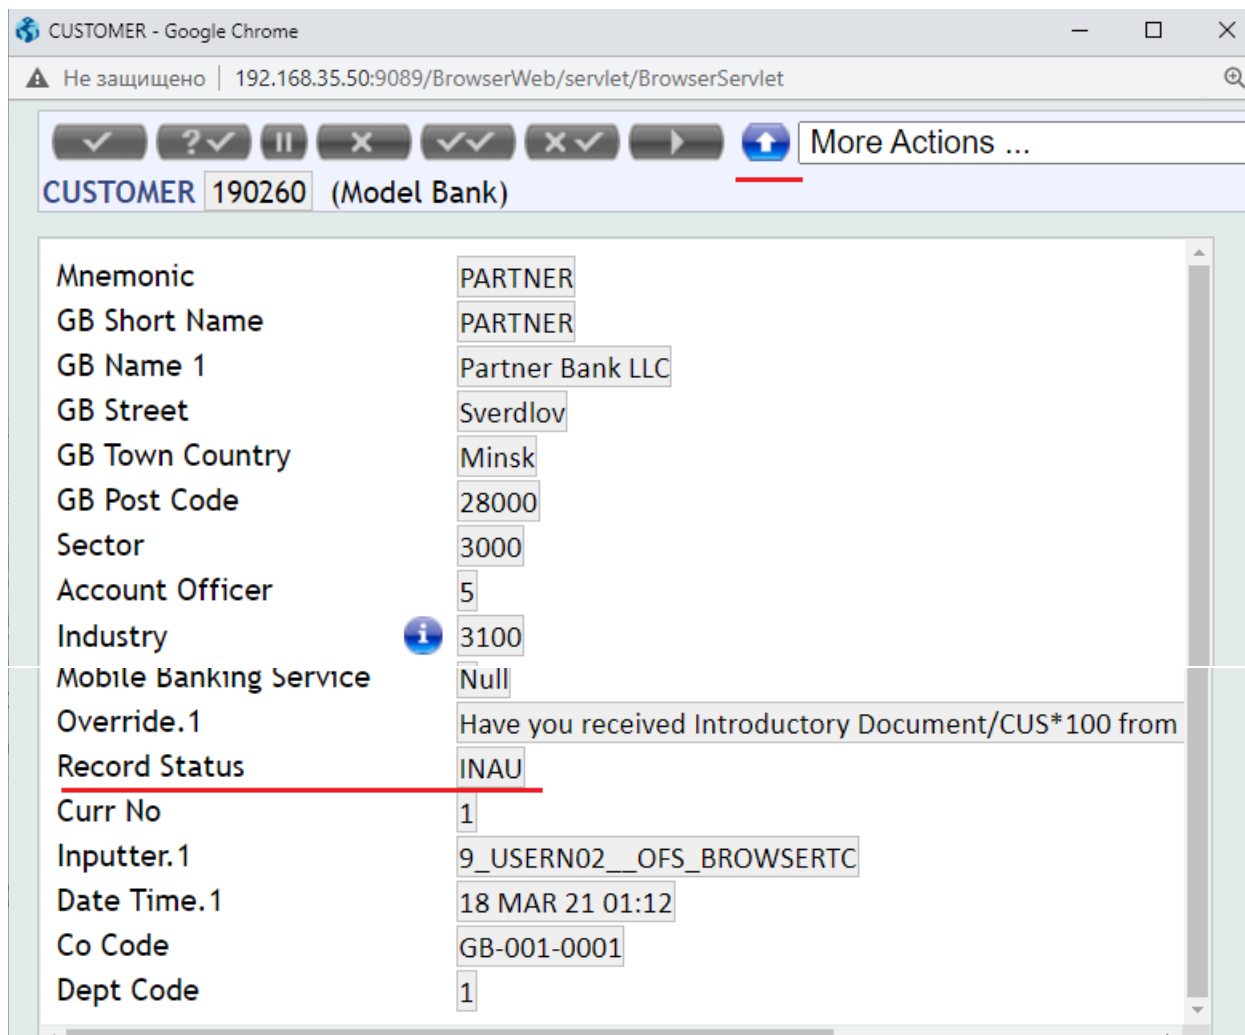 CUSTOMER - Google Chrome
Не защищено | 192.168.35.50:9089/BrowserWeb/servlet/BrowserServlet
More Actions ...
CUSTOMER 190260 (Model Bank)
Mnemonic PARTNER
GB Short Name PARTNER
GB Name 1 Partner Bank LLC
GB Street Sverdlov
GB Town Country Minsk
GB Post Code 28000
Sector 3000
Account Officer 5
Industry 3100
Mobile Banking Service Null
Override.1 Have you received Introductory Document/CUS*100 from
Record Status INAU
Curr No 1
Inputter.1 9_USERN02__OFS_BROWSERTC
Date Time.1 18 MAR 21 01:12
Co Code GB-001-0001
Dept Code 1